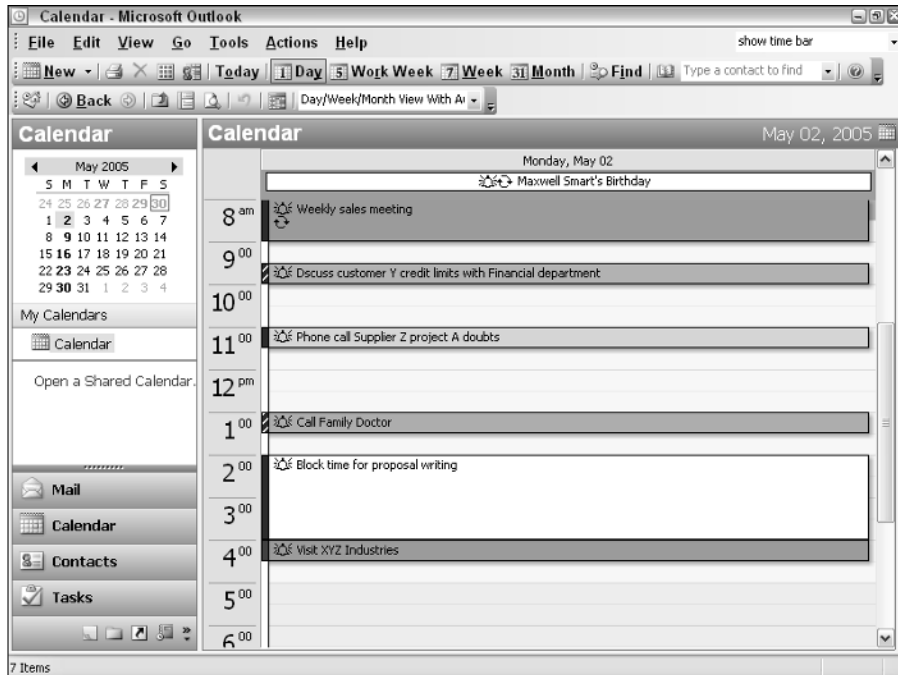 Calendar - Microsoft Outlook
File Edit View Go Tools Actions Help show time bar
New Today 1 Day 5 Work Week 7 Week 31 Month Find Type a contact to find
Back Day/Week/Month View With Au
Calendar
May 2005
S M T W T F S
24 25 26 27 28 29 30
1 2 3 4 5 6 7
8 9 10 11 12 13 14
15 16 17 18 19 20 21
22 23 24 25 26 27 28
29 30 31 1 2 3 4
My Calendars
Calendar
Open a Shared Calendar.
Mail
Calendar
Contacts
Tasks
Calendar May 02, 2005
Monday, May 02
Maxwell Smart's Birthday
8 am Weekly sales meeting
9 00
Dscuss customer Y credit limits with Financial department
10 00
11 00 Phone call Supplier Z project A doubts
12 pm
1 00 Call Family Doctor
2 00 Block time for proposal writing
3 00
4 00 Visit XYZ Industries
5 00
6 00
7 Items